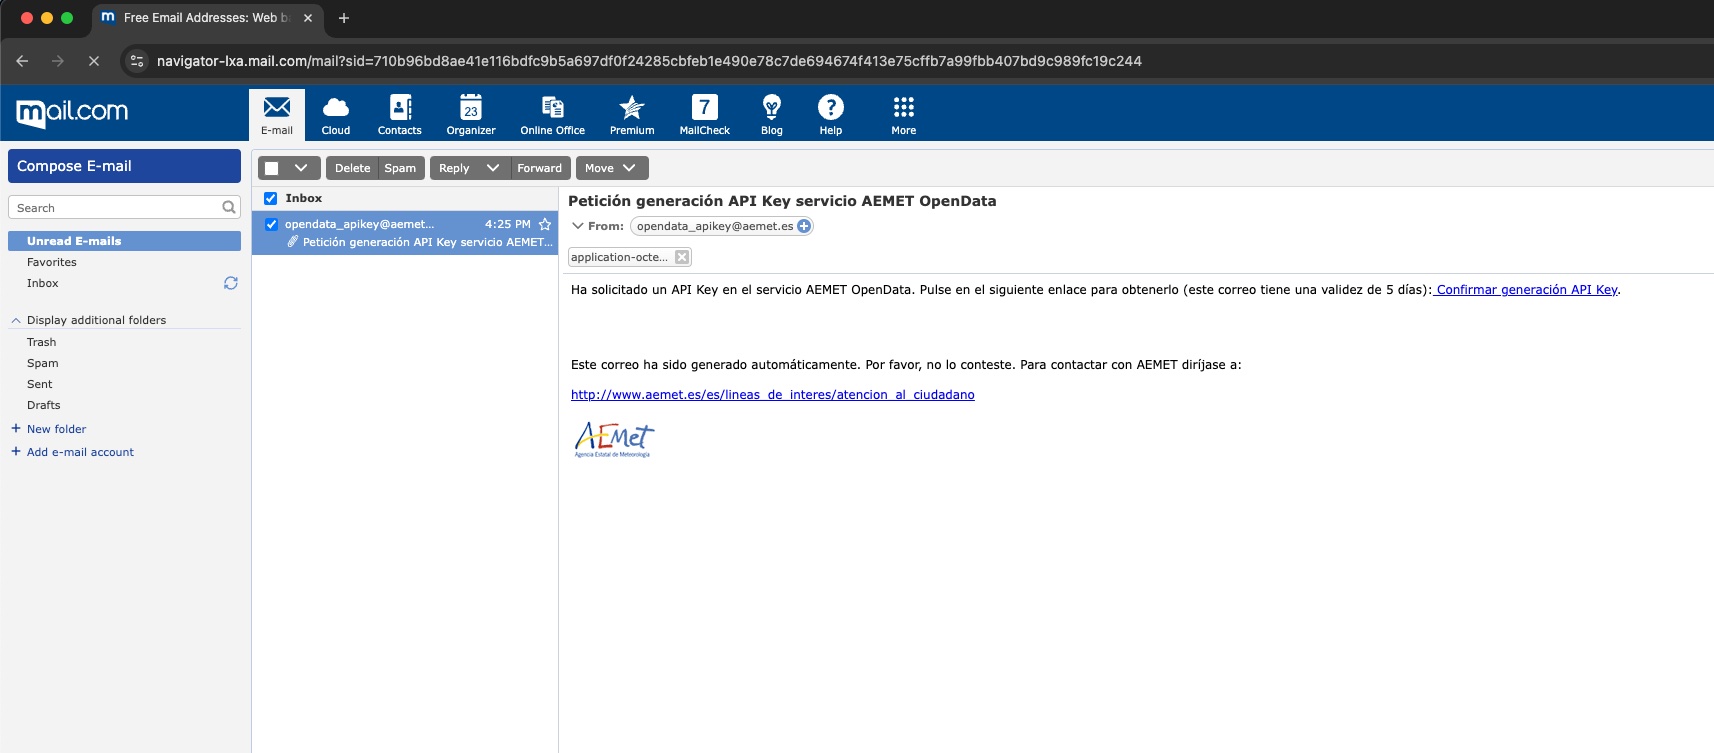 Free Email Addresses: Web b
navigator-lxa.mail.com/mail?sid=710b96bd8ae41e116bdfc9b5a697df0f24285cbfeb1e490e78c7de694674f413e75cffb7a99fbb407bd9c989fc19c244
mail.com
E-mail
Cloud
Contacts
23
Organizer
Online Office
Premium
7
MailCheck
Blog
Help
More
Compose E-mail
Search
Unread E-mails
Favorites
Inbox
Display additional folders
Trash
Spam
Sent
Drafts
New folder
Add e-mail account
Delete Spam Reply Forward Move
Inbox
opendata_apikey@aemet... 4:25 PM
Petición generación API Key servicio AEMET...
Petición generación API Key servicio AEMET OpenData
From: opendata_apikey@aemet.es
application-octe...
Ha solicitado un API Key en el servicio AEMET OpenData. Pulse en el siguiente enlace para obtenerlo (este correo tiene una validez de 5 días): Confirmar generación API Key.
Este correo ha sido generado automáticamente. Por favor, no lo conteste. Para contactar con AEMET diríjase a:
http://www.aemet.es/es/lineas_de_interes/atencion_al_ciudadano
AEMet
Agencia Estatal de Meteorología